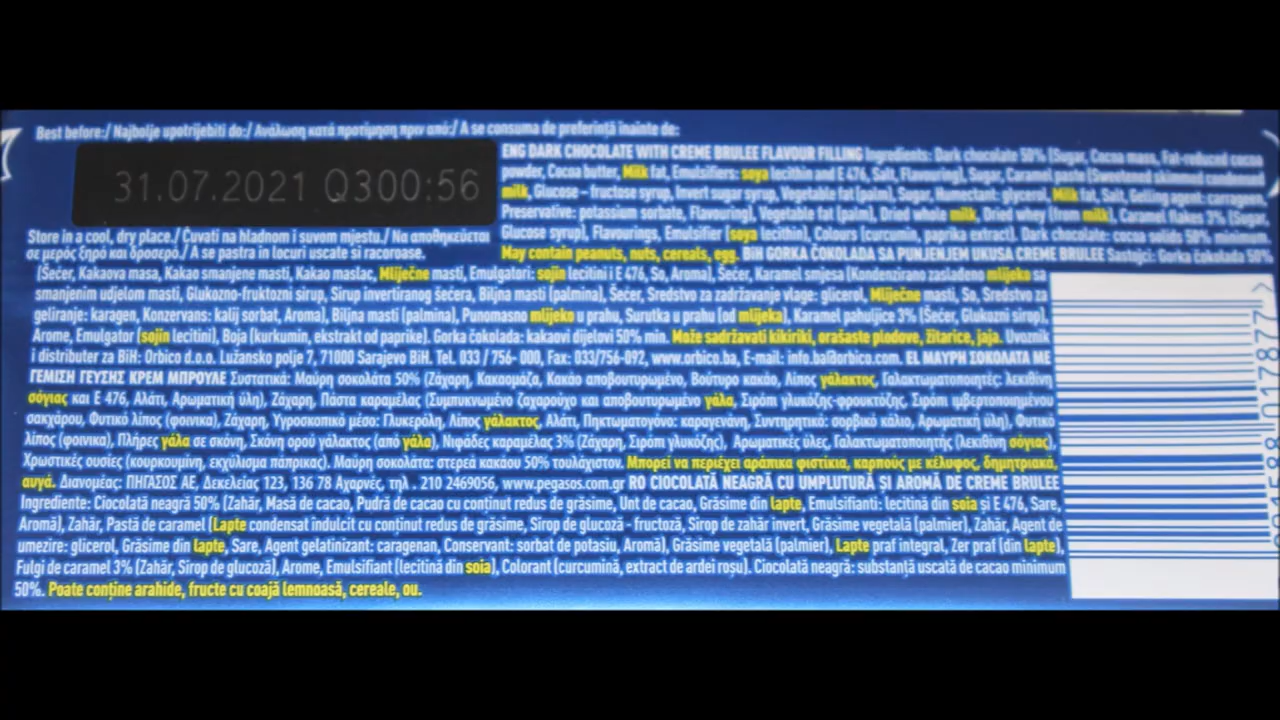 Best before:/ Najbolje upotrijebiti do:/ Ανάλωση κατά προτίμηση πριν από:/ A se consuma de preferință înainte de:
31.07.2021 Q300:56
Store in a cool, dry place./ Čuvati na hladnom i suvom mjestu./ Να αποθηκεύεται
σε μερος ξηρό και δροσερό./ A se pastra in locuri uscate si racoroase.
ENG DARK CHOCOLATE WITH CREME BRULEE FLAVOUR FILLING Ingredients: Dark chocolate 50% (Sugar, Cocoa mass, Fat-reduced cocoa
powder, Cocoa butter, Milk fat, Emulsifiers: soya lecithin and E 476, Salt, Flavouring), Sugar, Caramel paste (Sweetened skimmed condensed
milk, Glucose - fructose syrup, Invert sugar syrup, Vegetable fat (palm), Sugar, Humectant: glycerol, Milk fat, Salt, Gelling agent: carragen,
Preservative: potassium sorbate, Flavouring), Vegetable fat (palm), Dried whole milk, Dried whey (from milk), Caramel flakes 3% (Sugar,
Glucose syrup), Flavourings, Emulsifier (soya lecithin), Colours (curcumin, paprika extract). Dark chocolate: cocoa solids 50% minimum
May contain peanuts, nuts, cereals, egg. BiH GORKA ČOKOLADA SA PUNJENJEM UKUSA CREME BRULEE Sastojci: Gorka čokolada 50%
(Šećer, Kakaova masa, Kakao smanjene masti, Kakao maslac, Mliječne masti, Emulgatori: sojin lecitini i E 476, So, Aroma), Šećer, Karamel smjesa (Kondenzirano zaslađeno mlijeko sa
smanjenim udjelom masti, Glukozno-fruktozni sirup, Sirup invertiranog šećera, Biljna masti (palmina), Šećer, Sredstvo za zadržavanje vlage: glicerol, Mliječne masti, So, Sredstvo za
geliranje: karagen, Konzervans: kalij sorbat, Aroma), Biljna masti (palmina), Punomasno mlijeko u prahu, Surutka u prahu (od mlijeka), Karamel pahuljice 3% (Šećer, Glukozni sirup),
Arome, Emulgator (sojin lecitini), Boja (kurkumin, ekstrakt od paprike). Gorka čokolada: kakaovi dijelovi 50% min. Može sadržavati kikiriki, orašaste plodove, žitarice, jaja. Uvoznik
i distributer za BiH: Orbico d.o.o. Lužansko polje 7, 71000 Sarajevo BiH. Tel. 033 / 756- 000, Fax: 033/756-092, www.orbico.ba, E-mail: info.ba@orbico.com. EL ΜΑΥΡΗ ΣΟΚΟΛΑΤΑ ΜΕ
ΓΕΜΙΣΗ ΓΕΥΣΗΣ ΚΡΕΜ ΜΠΡΟΥΛΕ Συστατικά: Μαύρη σοκολάτα 50% (Ζάχαρη, Κακαομάζα, Κακάο αποβουτυρωμένο, Βούτυρο κακάο, Λίπος γάλακτος, Γαλακτωματοποιητές: λεκιθίνη
σόγιας και E 476, Αλάτι, Αρωματική ύλη), Ζάχαρη, Πάστα καραμέλας (Συμπυκνωμένο ζαχαρούχο και αποβουτυρωμένο γάλα, Σιρόπι γλυκόζης-φρουκτόζης, Σιρόπι ιμβερτοποιημένου
σακχάρου, Φυτικό λίπος (φοινικα), Ζάχαρη, Υγροσκοπικό μέσο: Γλυκερόλη, Λίπος γάλακτος, Αλάτι, Πηκτωματογόνο: καραγενάνη, Συντηρητικό: σορβικό κάλιο, Αρωματική ύλη), Φυτικό
λίπος (φοινικα), Πλήρες γάλα σε σκόνη, Σκόνη ορού γάλακτος (από γάλα), Νιφάδες καραμέλας 3% (Ζάχαρη, Σιρόπι γλυκόζης), Αρωματικές ύλες, Γαλακτωματοποιητής (λεκιθίνη σόγιας),
Χρωστικές ουσίες (κουρκουμίνη, εκχύλισμα πάπρικας). Μαύρη σοκολάτα: στερεά κακάου 50% τουλάχιστον. Μπορεί να περιέχει αράπικα φιστίκια, καρπούς με κέλυφος, δημητριακά,
αυγά. Διανομέας: ΠΗΓΑΣΟΣ ΑΕ, Δεκελείας 123, 136 78 Αχαρνές, τηλ . 210 2469056, www.pegasos.com.gr RO CIOCOLATĂ NEAGRĂ CU UMPLUTURĂ ȘI AROMĂ DE CREME BRULEE
Ingrediente: Ciocolată neagră 50% (Zahăr, Masă de cacao, Pudră de cacao cu conținut redus de grăsime, Unt de cacao, Grăsime din lapte, Emulsifianti: lecitină din soia și E 476, Sare,
Aromă), Zahăr, Pastă de caramel (Lapte condensat indulcit cu conținut redus de grăsime, Sirop de glucoză - fructoză, Sirop de zahăr invert, Grăsime vegetală (palmier), Zahăr, Agent de
umezire: glicerol, Grăsime din lapte, Sare, Agent gelatinizant: caragenan, Conservant: sorbat de potasiu, Aromă), Grăsime vegetală (palmier), Lapte praf integral, Zer praf (din lapte),
Fulgi de caramel 3% (Zahăr, Sirop de glucoză), Arome, Emulsifiant (lecitină din soia), Colorant (curcumină, extract de ardei roșu). Ciocolată neagră: substanță uscată de cacao minimum
50%. Poate conține arahide, fructe cu coajă lemnoasă, cereale, ou.